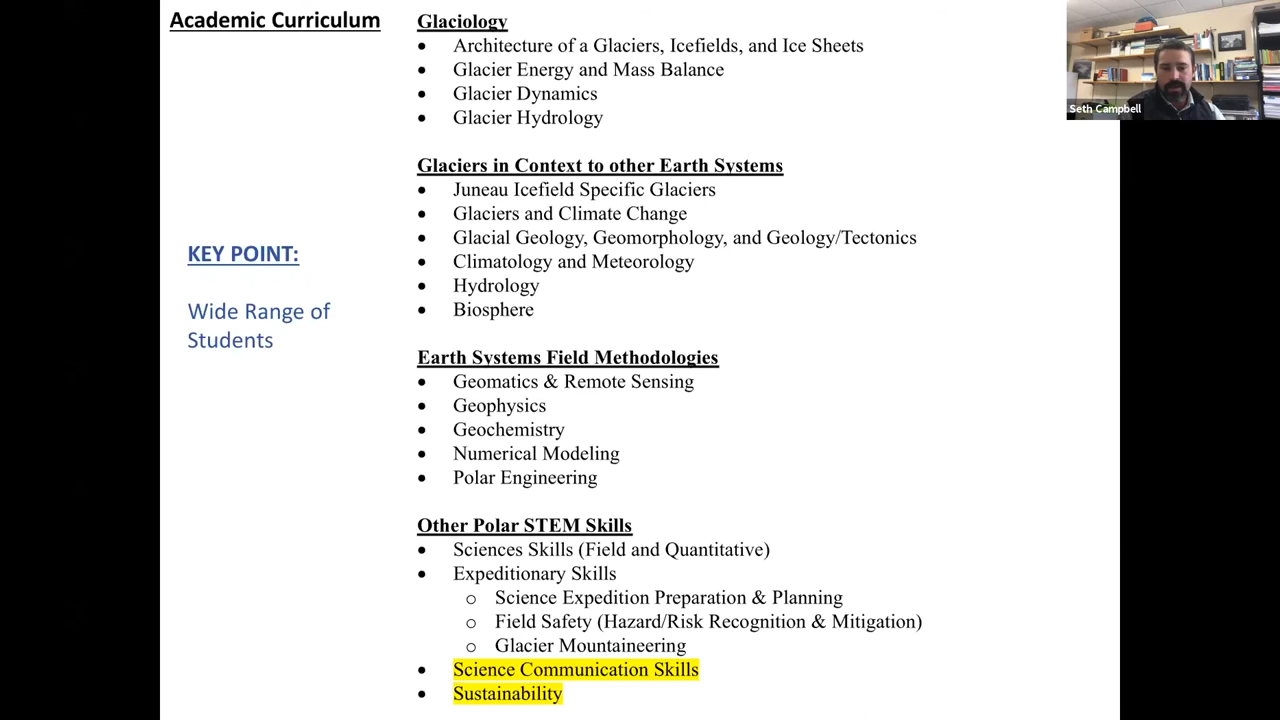 Academic Curriculum
Glaciology
• Architecture of a Glaciers, Icefields, and Ice Sheets
• Glacier Energy and Mass Balance
• Glacier Dynamics
• Glacier Hydrology
Seth Campbell
Glaciers in Context to other Earth Systems
• Juneau Icefield Specific Glaciers
• Glaciers and Climate Change
• Glacial Geology, Geomorphology, and Geology/Tectonics
• Climatology and Meteorology
• Hydrology
• Biosphere
KEY POINT:
Wide Range of
Students
Earth Systems Field Methodologies
• Geomatics & Remote Sensing
• Geophysics
• Geochemistry
• Numerical Modeling
• Polar Engineering
Other Polar STEM Skills
• Sciences Skills (Field and Quantitative)
• Expeditionary Skills
o Science Expedition Preparation & Planning
o Field Safety (Hazard/Risk Recognition & Mitigation)
o Glacier Mountaineering
• Science Communication Skills
• Sustainability